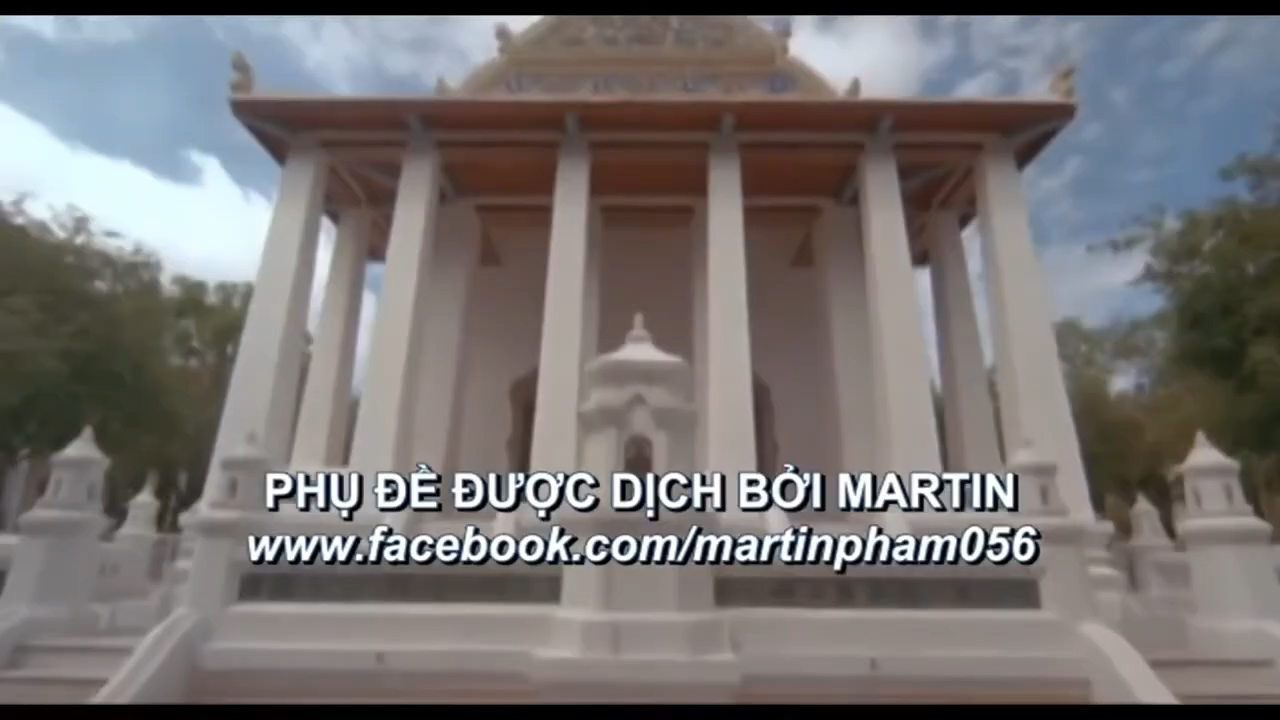 PHỤ ĐỀ ĐƯỢC DỊCH BỞI MARTIN
www.facebook.com/martinpham056